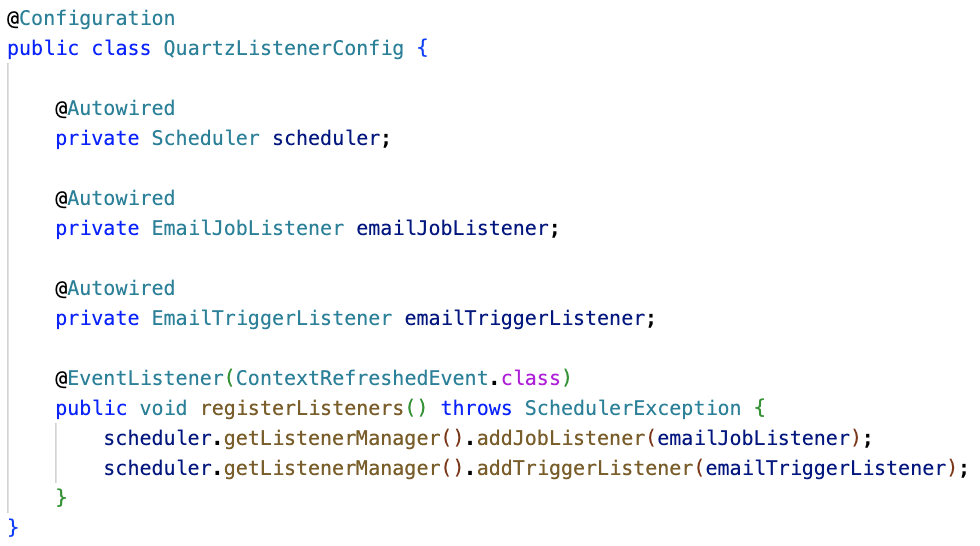 @Configuration
public class QuartzListenerConfig {
@Autowired
private Scheduler scheduler;
@Autowired
private EmailJobListener emailJobListener;
@Autowired
private EmailTriggerListener emailTriggerListener;
@EventListener(ContextRefreshedEvent.class)
public void registerListeners() throws SchedulerException {
scheduler.getListenerManager().addJobListener(emailJobListener);
scheduler.getListenerManager().addTriggerListener(emailTriggerListener);
}
}